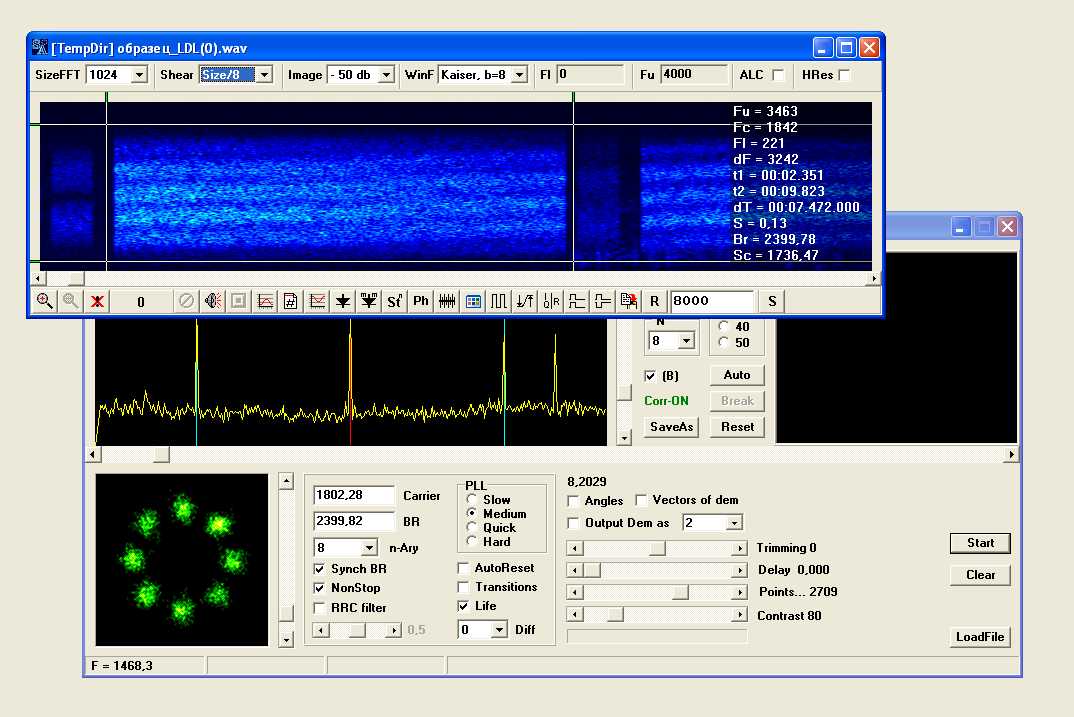 [TempDir] образец_LDL(0).wav
SizeFFT 1024 Shear Size/8 Image - 50 db WinF Kaiser, b=8 Fl 0 Fu 4000 ALC HRes
Fu = 3463
Fc = 1842
Fl = 221
dF = 3242
t1 = 00:02.351
t2 = 00:09.823
dT = 00:07.472.000
S = 0,13
Br = 2399,78
Sc = 1736,47
0 Sf Ph R 8000 S
N
8
40
50
(B) Auto
Corr-ON Break
SaveAs Reset
1802,28 Carrier
2399,82 BR
8 n-Ary
Synch BR
NonStop
RRC filter
0,5
PLL
Slow
Medium
Quick
Hard
AutoReset
Transitions
Life
0 Diff
8,2029
Angles Vectors of dem
Output Dem as 2
Trimming 0
Delay 0,000
Points... 2709
Contrast 80
Start
Clear
LoadFile
F = 1468,3